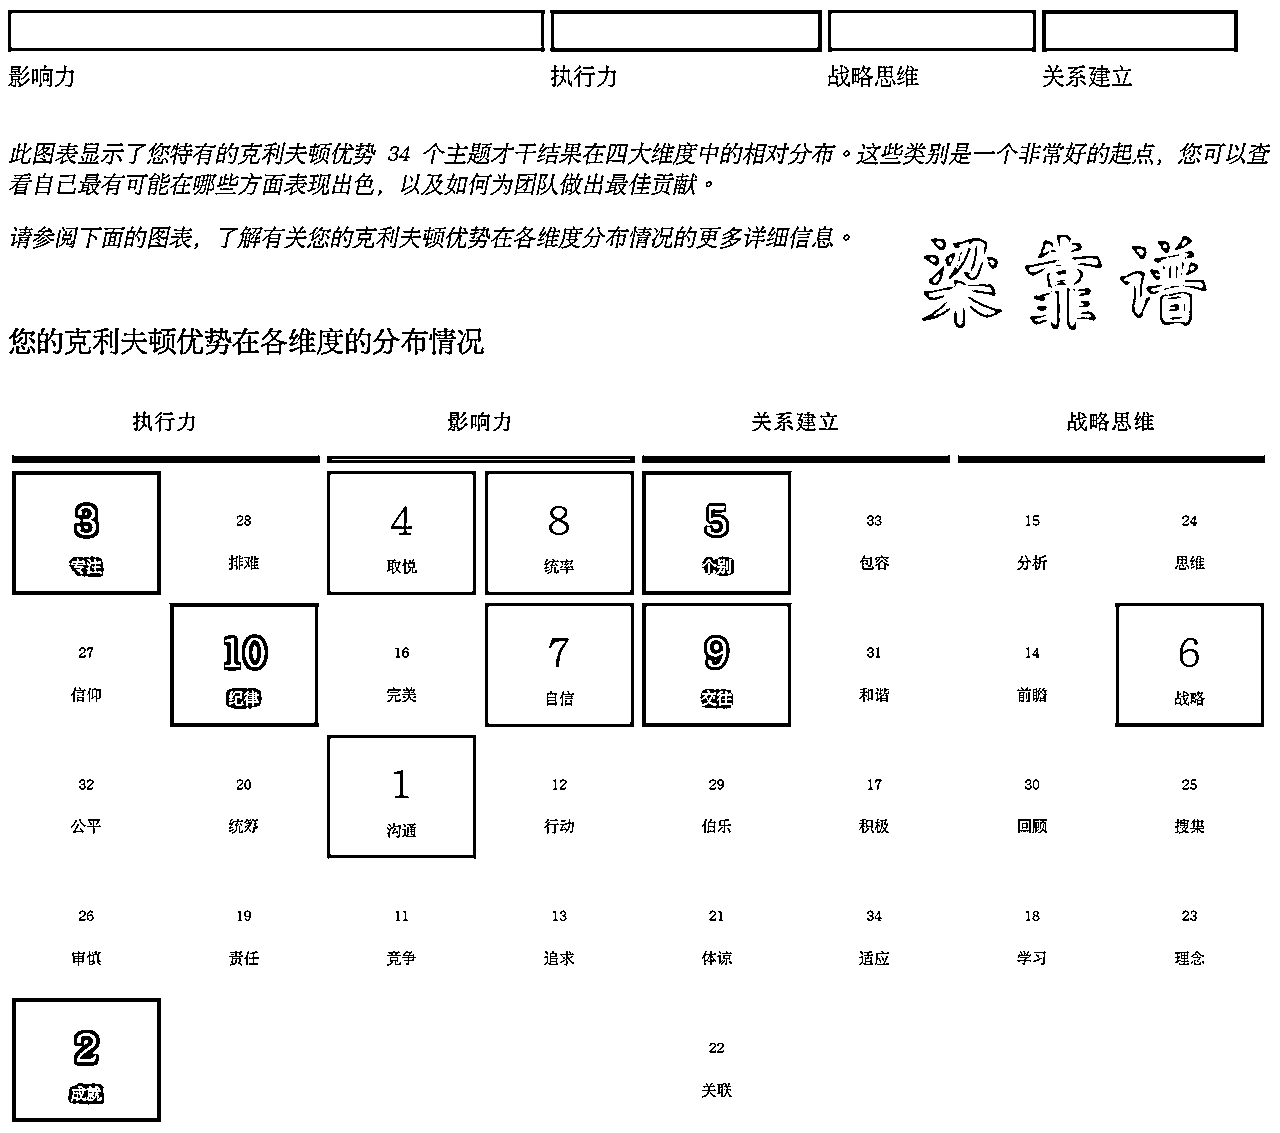 影响力 执行力 战略思维 关系建立
此图表显示了您特有的克利夫顿优势 34 个主题才干结果在四大维度中的相对分布。这些类别是一个非常好的起点，您可以查
看自己最有可能在哪些方面表现出色，以及如何为团队做出最佳贡献。
请参阅下面的图表，了解有关您的克利夫顿优势在各维度分布情况的更多详细信息。
梁靠谱
您的克利夫顿优势在各维度的分布情况
执行力 影响力 关系建立 战略思维
3 28 4 8 5 33 15 24
专注 排难 取悦 统率 个别 包容 分析 思维
27 10 16 7 9 31 14 6
信仰 纪律 完美 自信 交往 和谐 前瞻 战略
32 20 1 12 29 17 30 25
公平 统筹 沟通 行动 伯乐 积极 回顾 搜集
26 19 11 13 21 34 18 23
审慎 责任 竞争 追求 体谅 适应 学习 理念
2 22
成就 关联